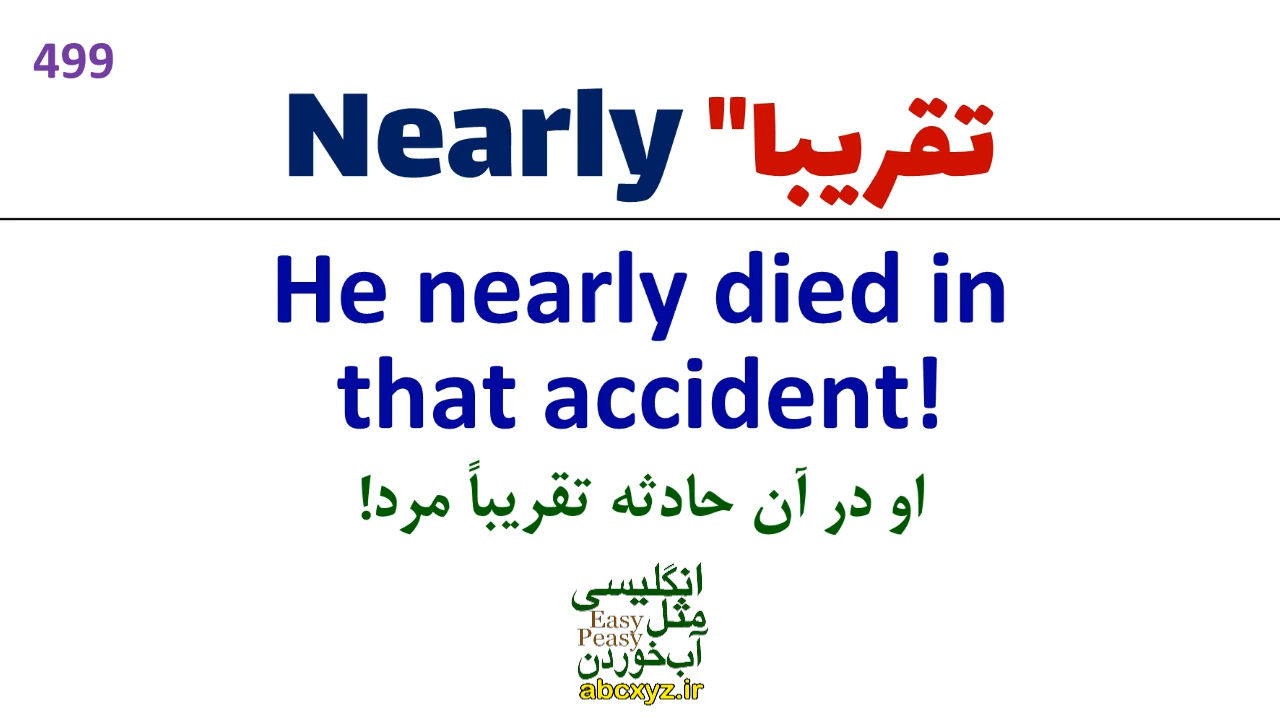 499
Nearly تقریبا"
He nearly died in
that accident!
او در آن حادثه تقریباً مرد!
انگلیسی
مثل
Easy
Peasy
آب‌خوردن
abcxyz.ir